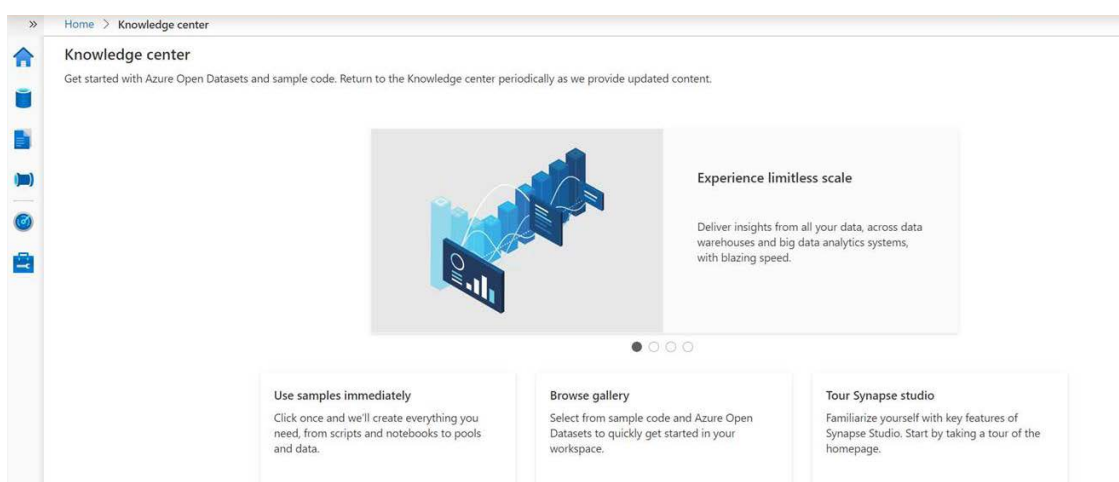 » Home > Knowledge center
Knowledge center
Get started with Azure Open Datasets and sample code. Return to the Knowledge center periodically as we provide updated content.
Experience limitless scale
Deliver insights from all your data, across data
warehouses and big data analytics systems,
with blazing speed.
Use samples immediately
Click once and we'll create everything you
need, from scripts and notebooks to pools
and data.
Browse gallery
Select from sample code and Azure Open
Datasets to quickly get started in your
workspace.
Tour Synapse studio
Familiarize yourself with key features of
Synapse Studio. Start by taking a tour of the
homepage.